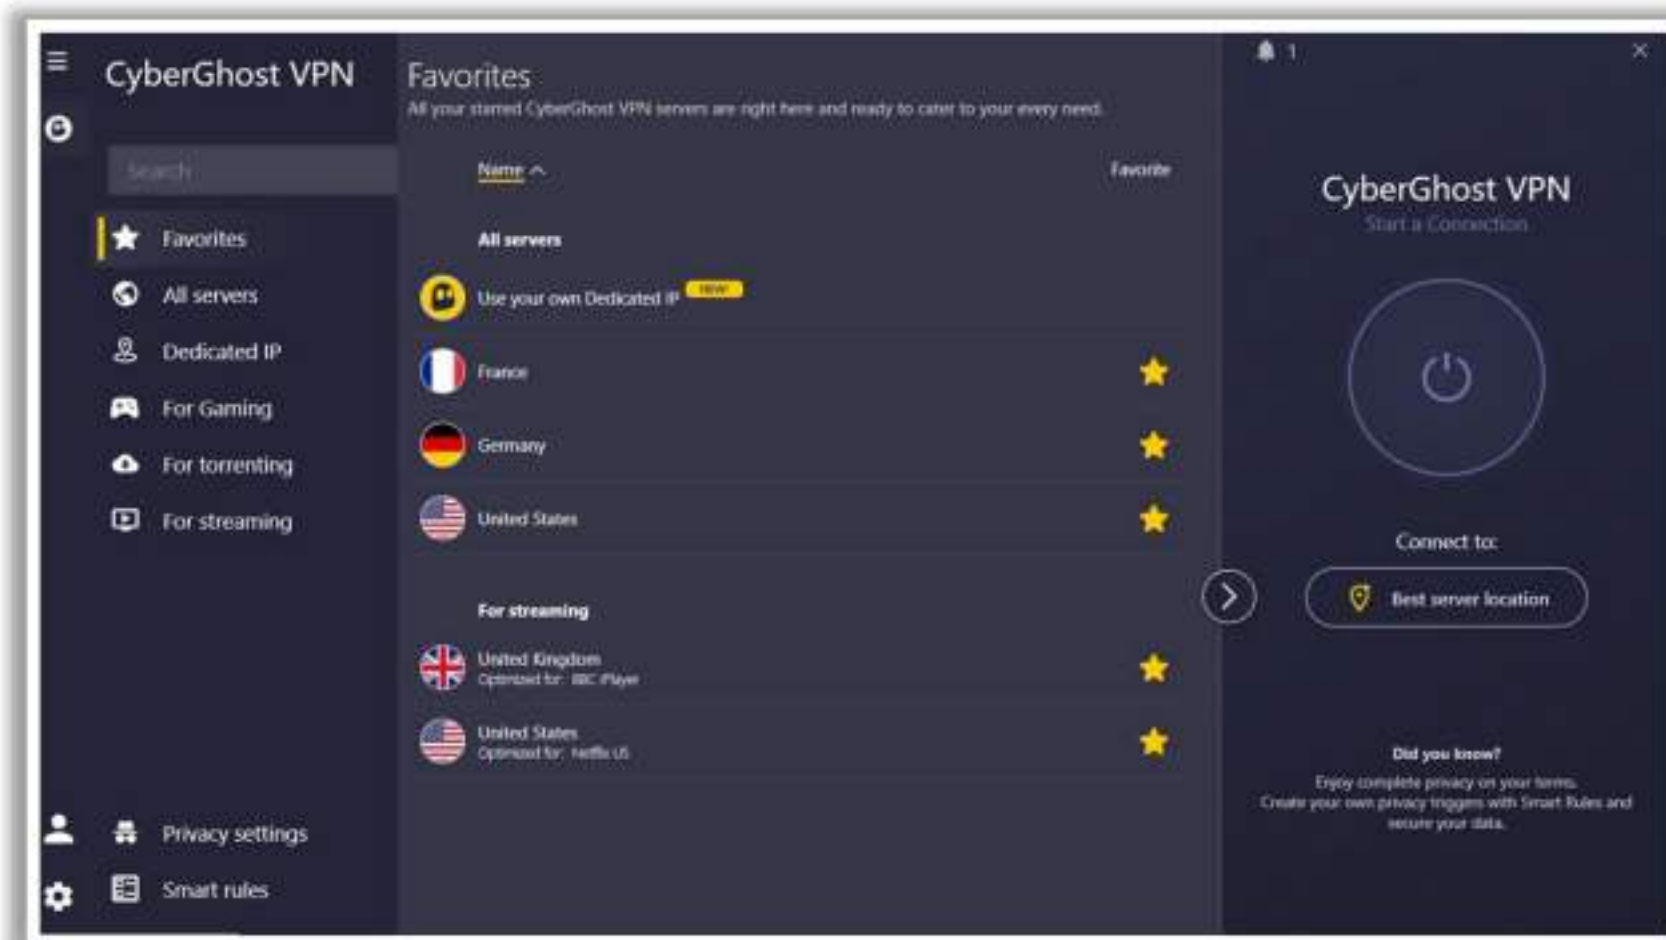 CyberGhost VPN
Search
Favorites
All servers
Dedicated IP
For Gaming
For torrenting
For streaming
Privacy settings
Smart rules
Favorites
All your starred CyberGhost VPN servers are right here and ready to cater to your every need.
Name
Favorite
All servers
Use your own Dedicated IP NEW!
France
Germany
United States
For streaming
United Kingdom
Optimized for: BBC iPlayer
United States
Optimized for: Netflix US
1
CyberGhost VPN
Start a Connection
Connect to:
Best server location
Did you know?
Enjoy complete privacy on your terms.
Create your own privacy triggers with Smart Rules and
secure your data.